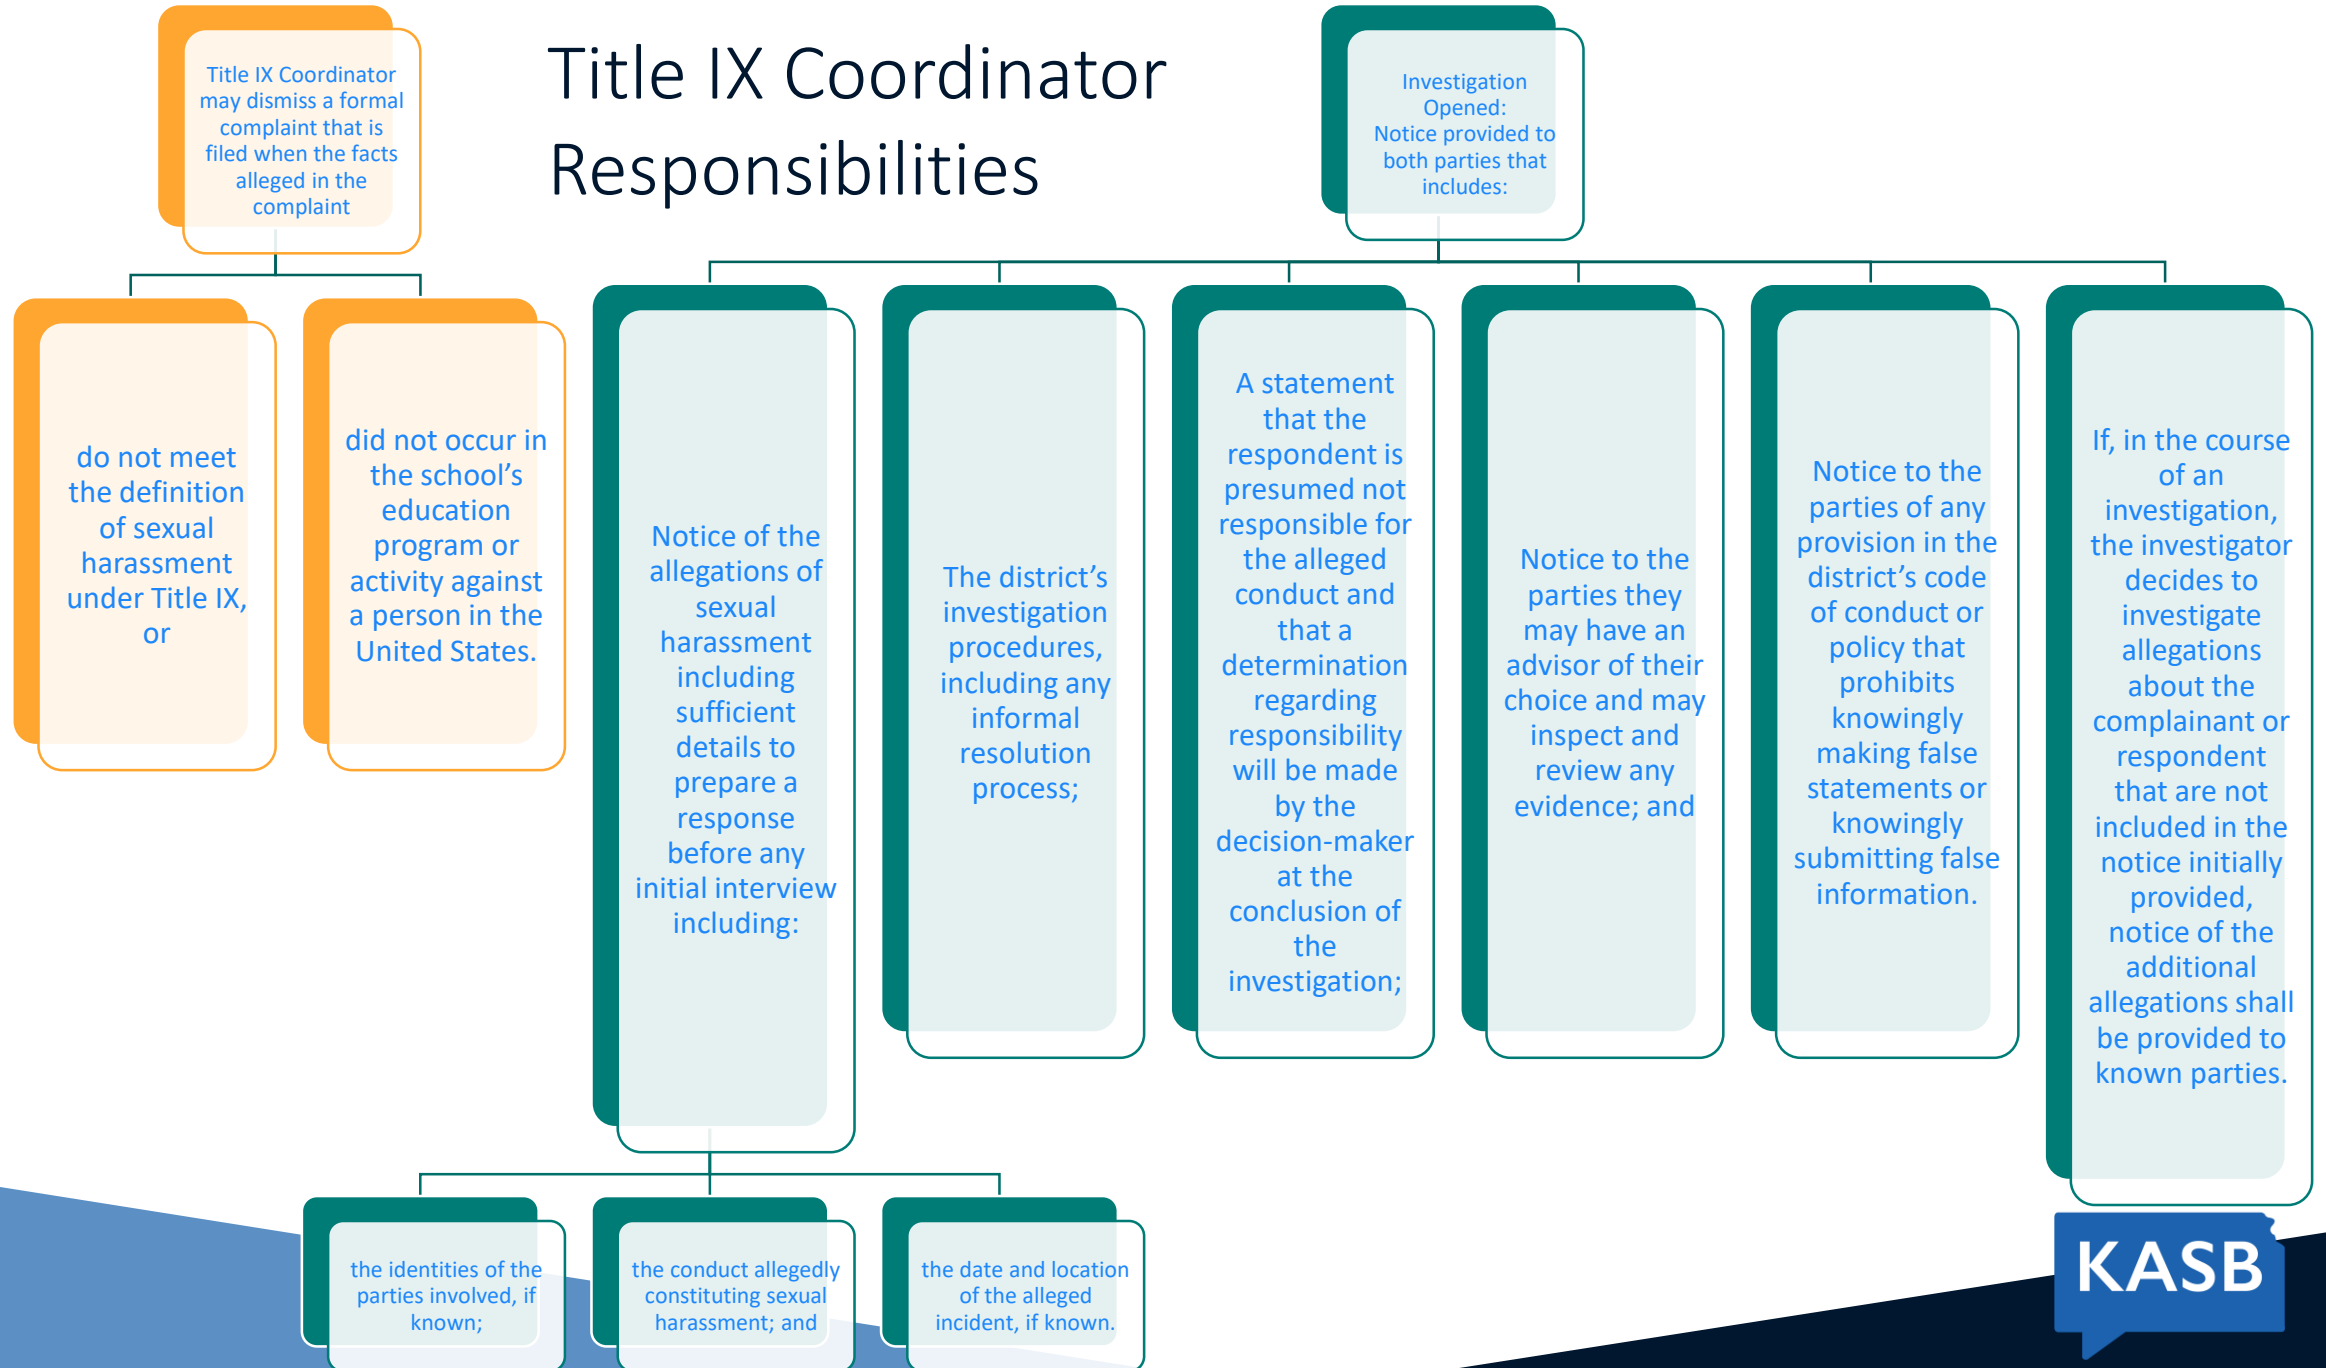 Title IX Coordinator
Responsibilities
Title IX Coordinator
may dismiss a formal
complaint that is
filed when the facts
alleged in the
complaint
do not meet
the definition
of sexual
harassment
under Title IX,
or
did not occur in
the school’s
education
program or
activity against
a person in the
United States.
Investigation
Opened:
Notice provided to
both parties that
includes:
Notice of the
allegations of
sexual
harassment
including
sufficient
details to
prepare a
response
before any
initial interview
including:
the identities of the
parties involved, if
known;
the conduct allegedly
constituting sexual
harassment; and
the date and location
of the alleged
incident, if known.
The district’s
investigation
procedures,
including any
informal
resolution
process;
A statement
that the
respondent is
presumed not
responsible for
the alleged
conduct and
that a
determination
regarding
responsibility
will be made
by the
decision-maker
at the
conclusion of
the
investigation;
Notice to the
parties they
may have an
advisor of their
choice and may
inspect and
review any
evidence; and
Notice to the
parties of any
provision in the
district’s code
of conduct or
policy that
prohibits
knowingly
making false
statements or
knowingly
submitting false
information.
If, in the course
of an
investigation,
the investigator
decides to
investigate
allegations
about the
complainant or
respondent
that are not
included in the
notice initially
provided,
notice of the
additional
allegations shall
be provided to
known parties.
KASB